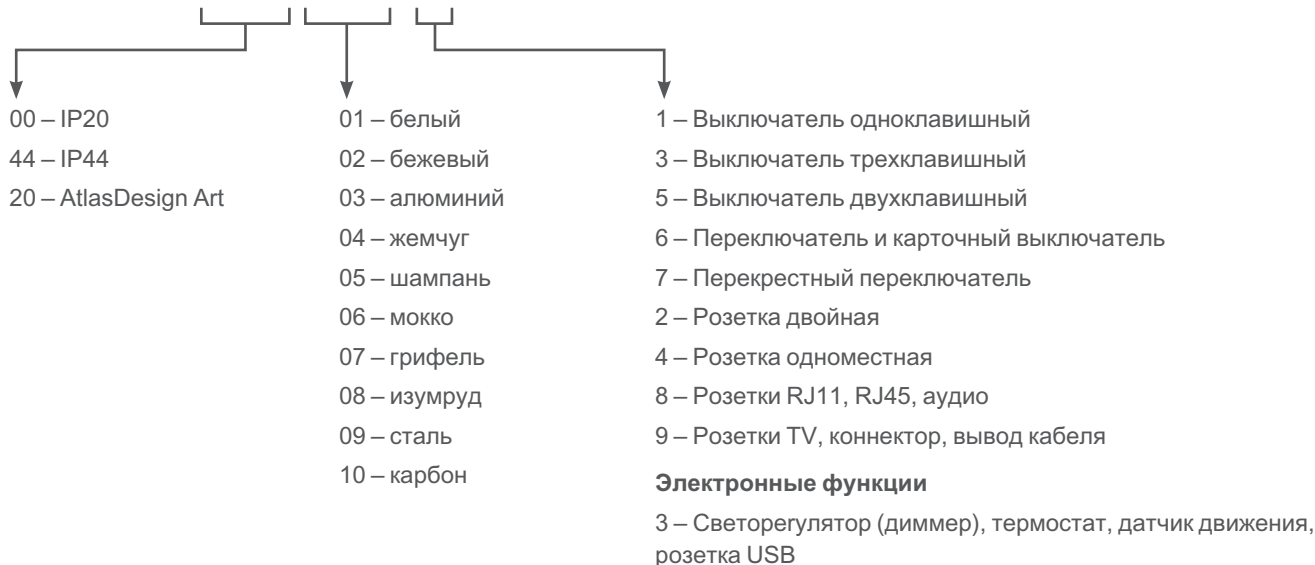 00 – IP20
44 – IP44
20 – AtlasDesign Art
01 – белый
02 – бежевый
03 – алюминий
04 – жемчуг
05 – шампань
06 – мокко
07 – грифель
08 – изумруд
09 – сталь
10 – карбон
1 – Выключатель одноклавишный
3 – Выключатель трехклавишный
5 – Выключатель двухклавишный
6 – Переключатель и карточный выключатель
7 – Перекрестный переключатель
2 – Розетка двойная
4 – Розетка одноместная
8 – Розетки RJ11, RJ45, аудио
9 – Розетки TV, коннектор, вывод кабеля
Электронные функции
3 – Светорегулятор (диммер), термостат, датчик движения,
розетка USB